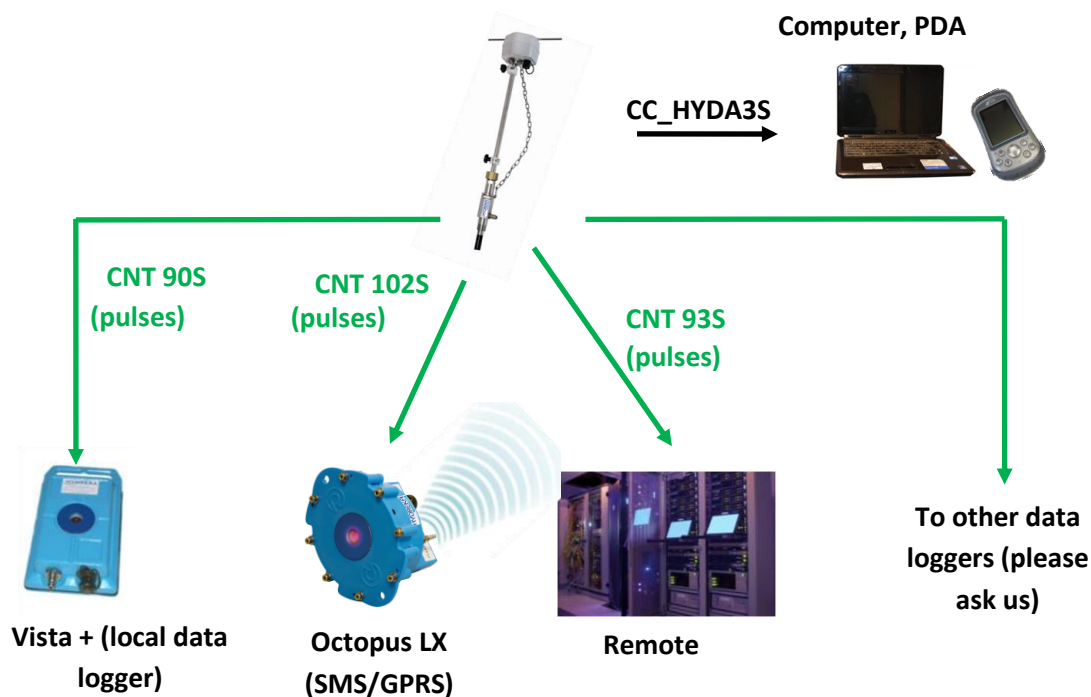 Computer, PDA
CC_HYDA3S
CNT 90S
(pulses)
CNT 102S
(pulses)
CNT 93S
(pulses)
Vista + (local data
logger)
Octopus LX
(SMS/GPRS)
Remote
To other data
loggers (please
ask us)